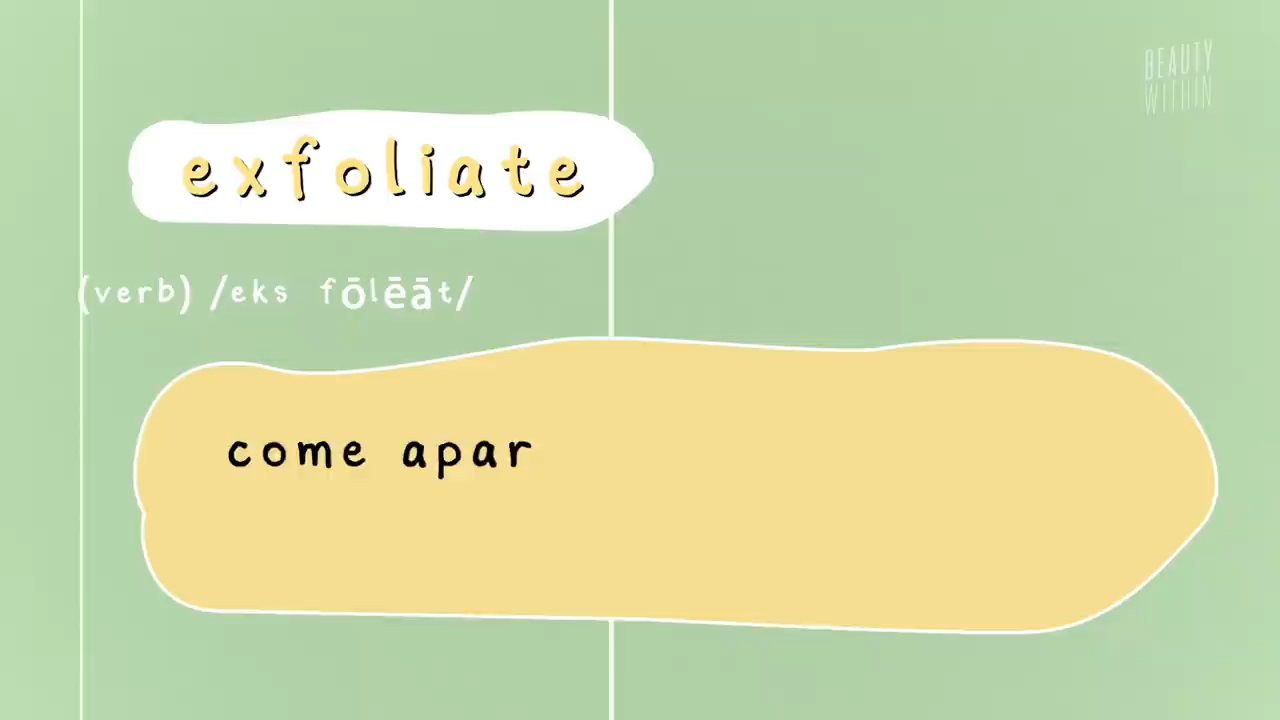 BEAUTY
WITHIN
exfoliate
(verb) /eks fōlēāt/
come apar